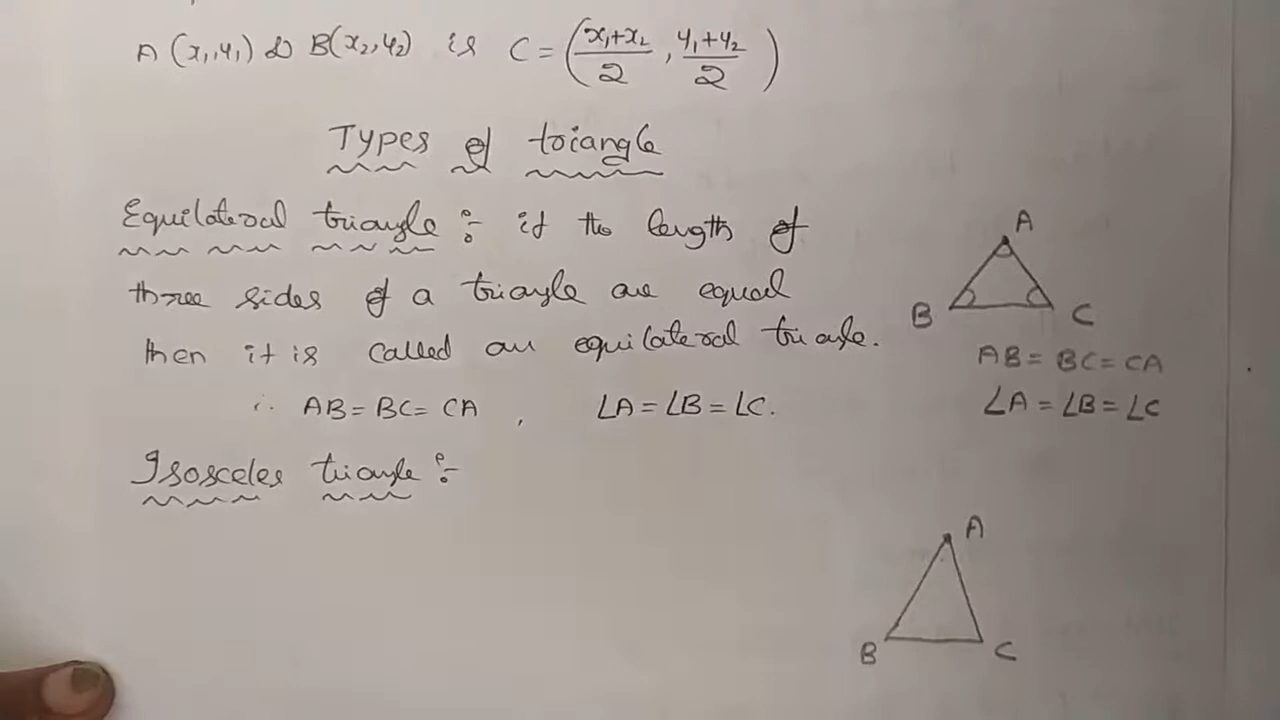 A (x₁,y₁) & B(x₂,y₂) is C = ( x₁+x₂ / 2 , y₁+y₂ / 2 )
Types of triangle
Equilateral triangle :- if the length of
three sides of a triangle are equal
then it is called an equilateral triangle.
∴ AB = BC = CA , ∠A = ∠B = ∠C.
A
B C
AB = BC = CA
∠A = ∠B = ∠C
Isosceles triangle :-
A
B C